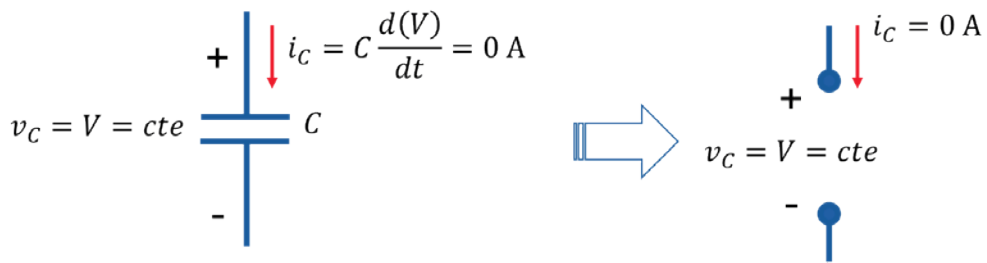 +
i_C = C d(V)/dt = 0 A
v_C = V = cte
C
-
i_C = 0 A
+
v_C = V = cte
-